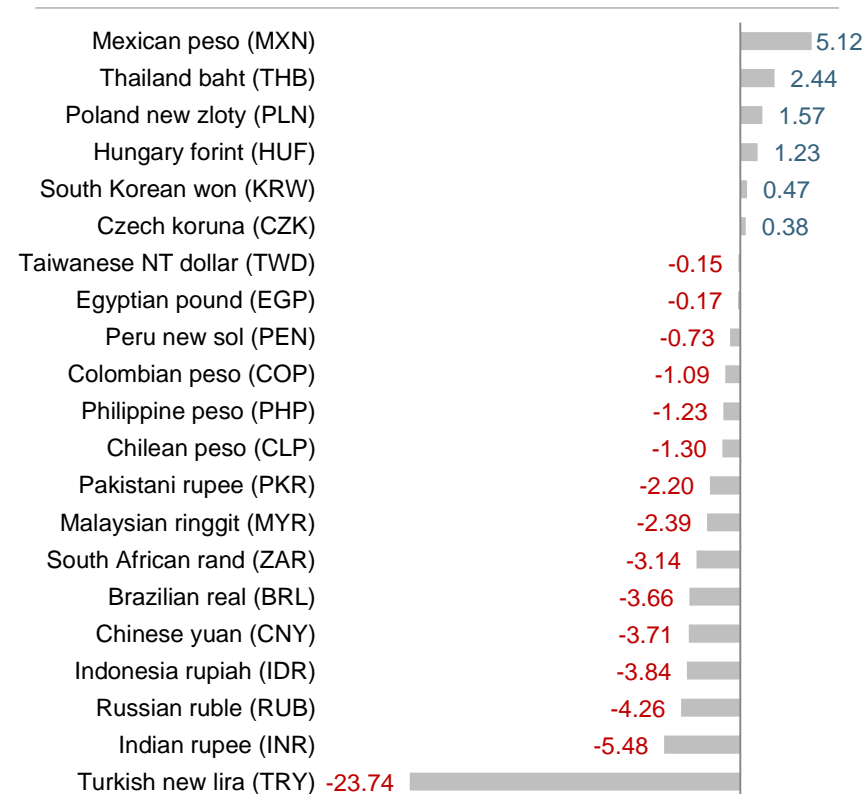 Mexican peso (MXN) 5.12
Thailand baht (THB) 2.44
Poland new zloty (PLN) 1.57
Hungary forint (HUF) 1.23
South Korean won (KRW) 0.47
Czech koruna (CZK) 0.38
Taiwanese NT dollar (TWD) -0.15
Egyptian pound (EGP) -0.17
Peru new sol (PEN) -0.73
Colombian peso (COP) -1.09
Philippine peso (PHP) -1.23
Chilean peso (CLP) -1.30
Pakistani rupee (PKR) -2.20
Malaysian ringgit (MYR) -2.39
South African rand (ZAR) -3.14
Brazilian real (BRL) -3.66
Chinese yuan (CNY) -3.71
Indonesia rupiah (IDR) -3.84
Russian ruble (RUB) -4.26
Indian rupee (INR) -5.48
Turkish new lira (TRY) -23.74